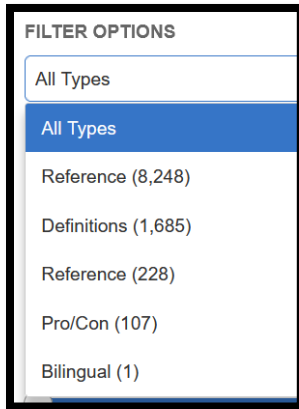 FILTER OPTIONS
All Types
All Types
Reference (8,248)
Definitions (1,685)
Reference (228)
Pro/Con (107)
Bilingual (1)